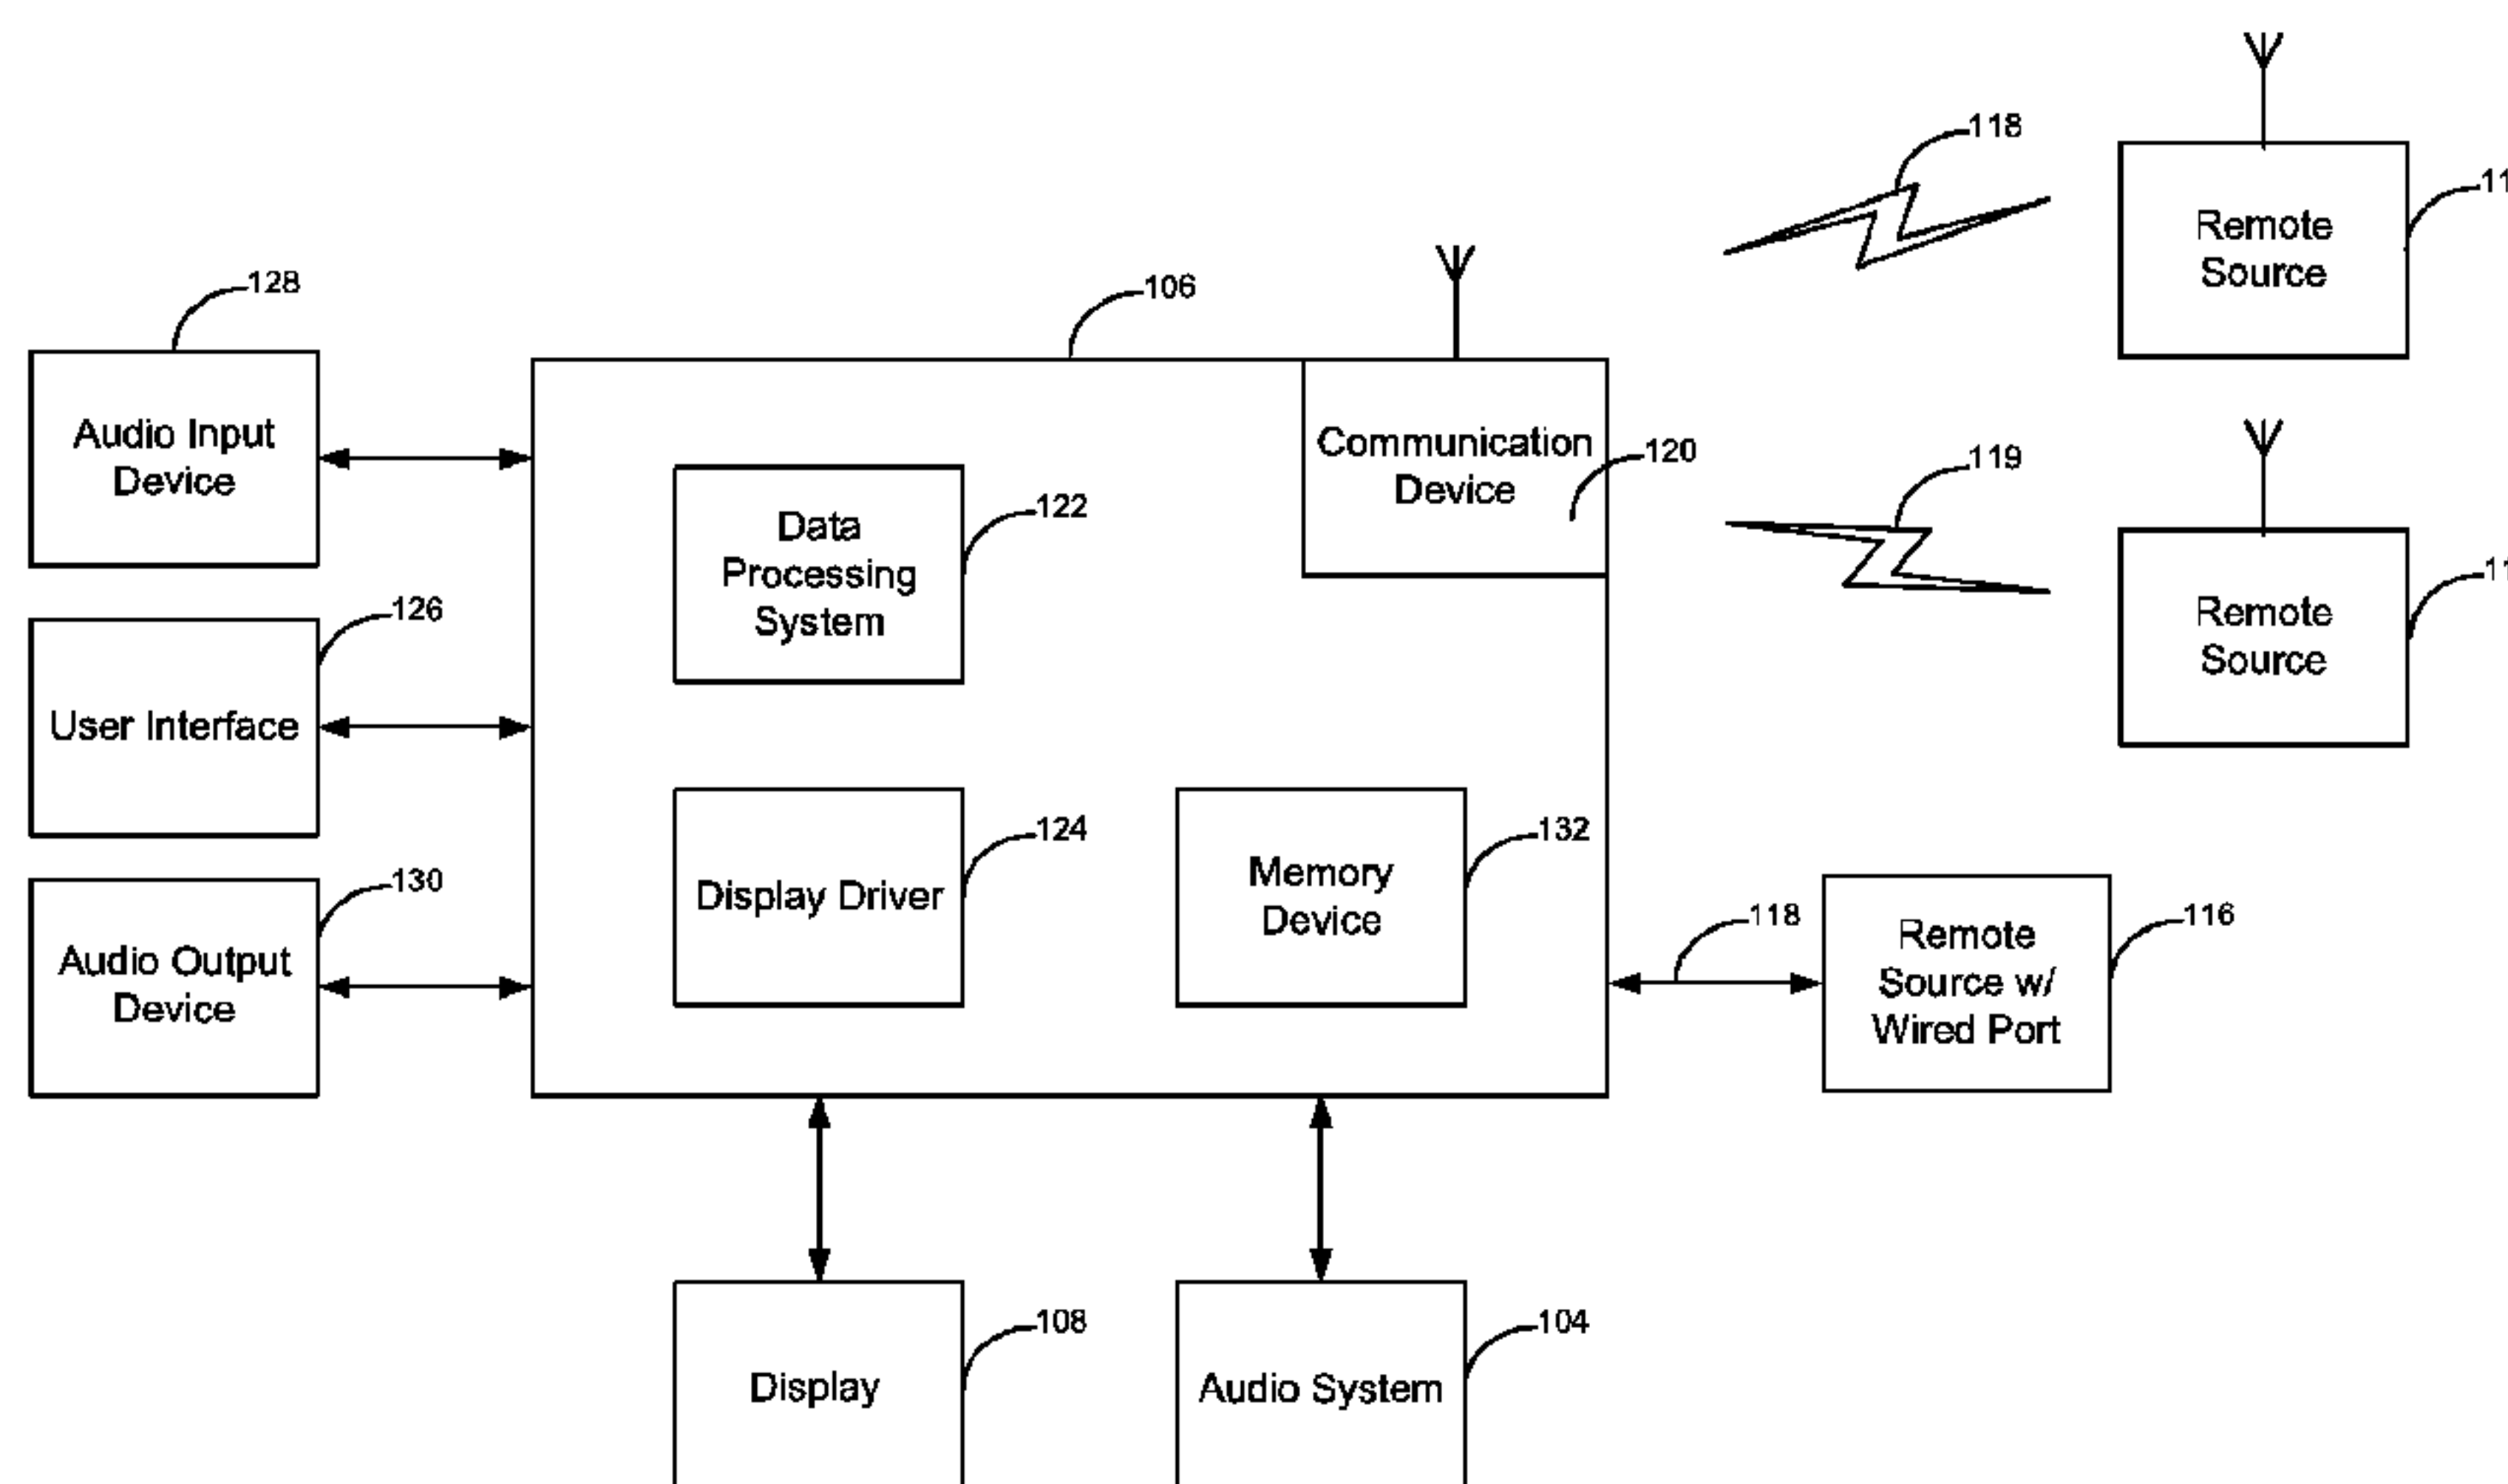 118
Remote
Source
128
106
Audio Input
Device
Communication
Device
120
119
Data
Processing
System
122
Remote
Source
126
User Interface
Display Driver
124
Memory
Device
132
130
Audio Output
Device
118
Remote
Source w/
Wired Port
116
Display
108
Audio System
104